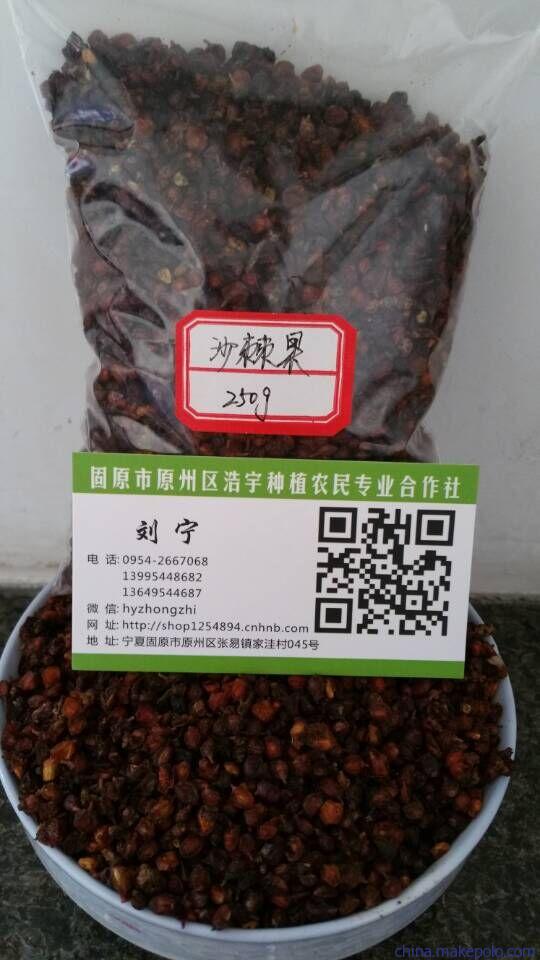 沙棘果
250g
固原市原州区浩宇种植农民专业合作社
刘宁
电 话:0954-2667068
13995448682
13649544687
微 信:hyzhongzhi
网 址:http://shop1254894.cnhnb.com
地 址:宁夏固原市原州区张易镇家洼村045号
china.makepolo.com